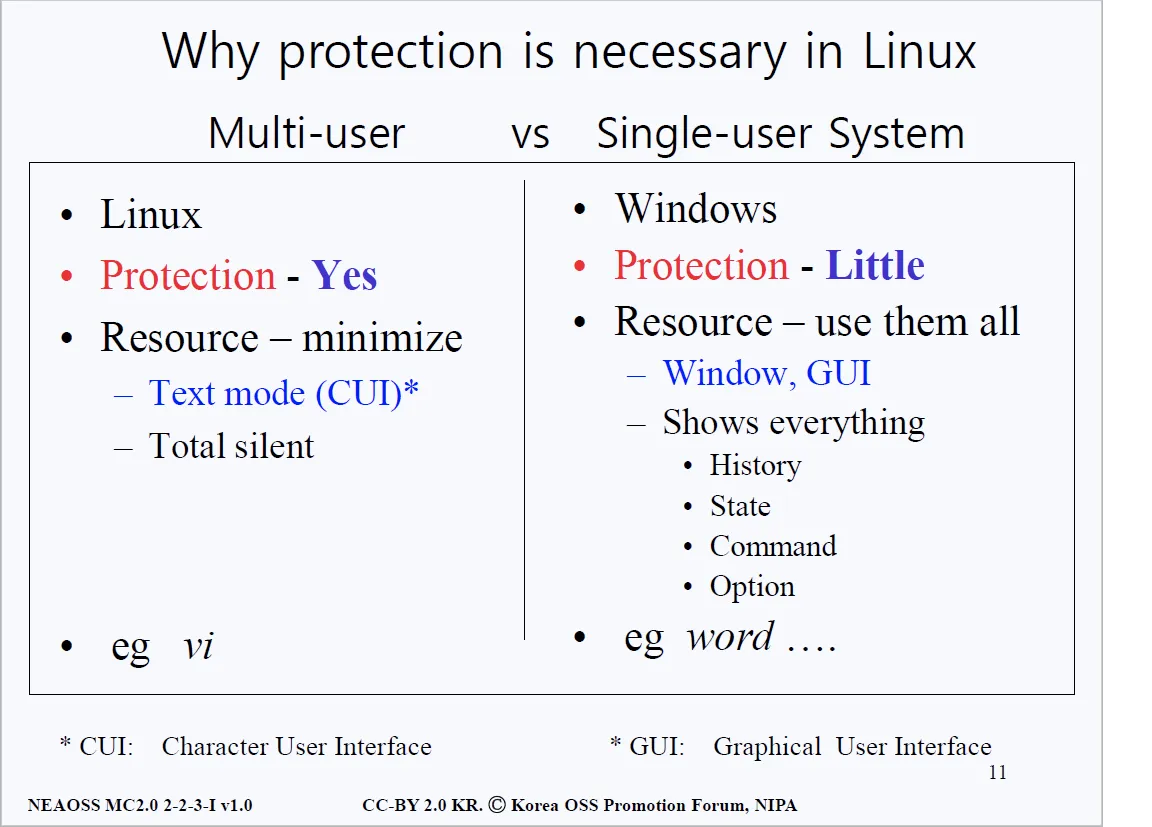 Why protection is necessary in Linux
Multi-user vs Single-user System
• Linux
• Protection - Yes
• Resource – minimize
– Text mode (CUI)*
– Total silent
• eg vi
• Windows
• Protection - Little
• Resource – use them all
– Window, GUI
– Shows everything
• History
• State
• Command
• Option
• eg word ….
* CUI: Character User Interface
* GUI: Graphical User Interface
11
NEAOSS MC2.0 2-2-3-I v1.0
CC-BY 2.0 KR. Ⓒ Korea OSS Promotion Forum, NIPA